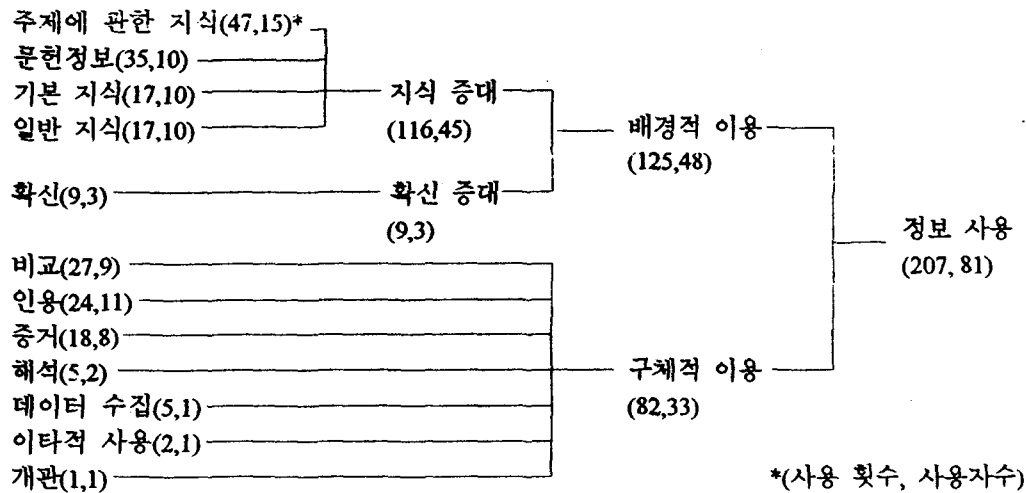 주제에 관한 지식(47,15)*
문헌정보(35,10)
기본 지식(17,10)
일반 지식(17,10)
지식 증대
(116,45)
배경적 이용
(125,48)
확신(9,3)
확신 증대
(9,3)
정보 사용
(207, 81)
비교(27,9)
인용(24,11)
증거(18,8)
해석(5,2)
구체적 이용
(82,33)
데이터 수집(5,1)
이타적 사용(2,1)
개관(1,1)
*(사용 횟수, 사용자수)